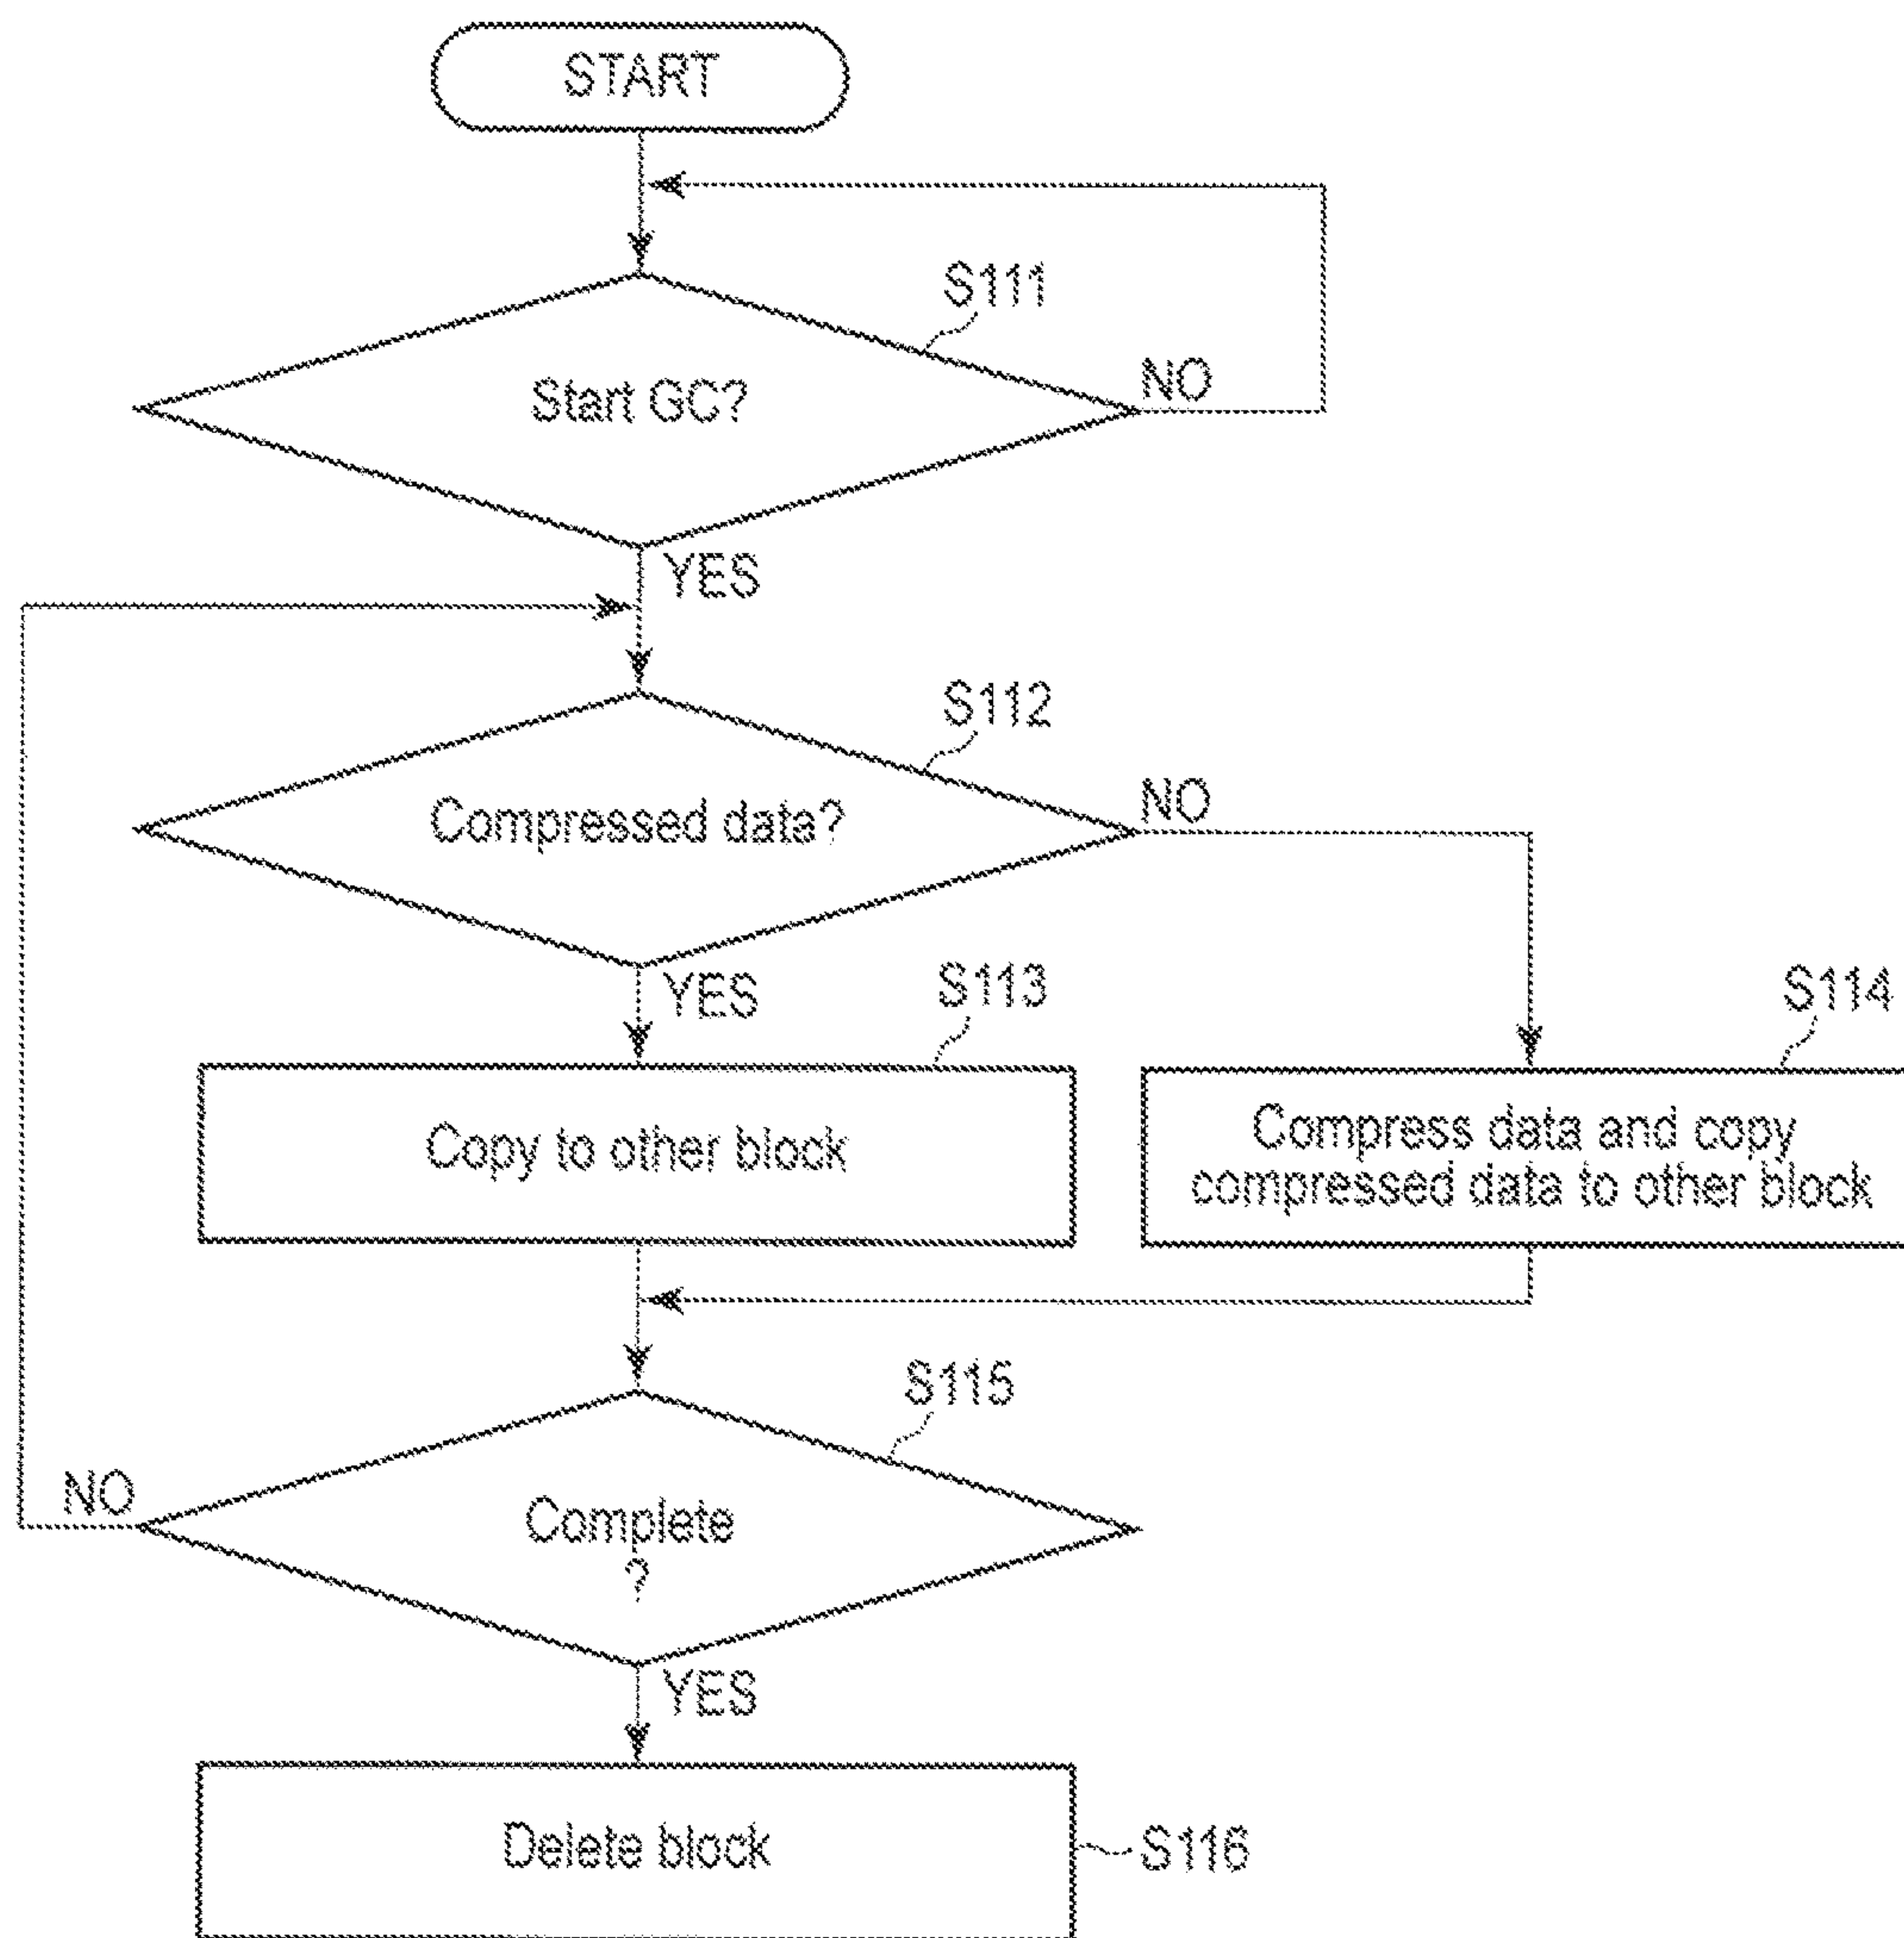 START
S111
Start GC?
NO
YES
S112
Compressed data?
NO
YES
S113
S114
Copy to other block
Compress data and copy
compressed data to other block
S115
NO
Complete
?
YES
Delete block
S116